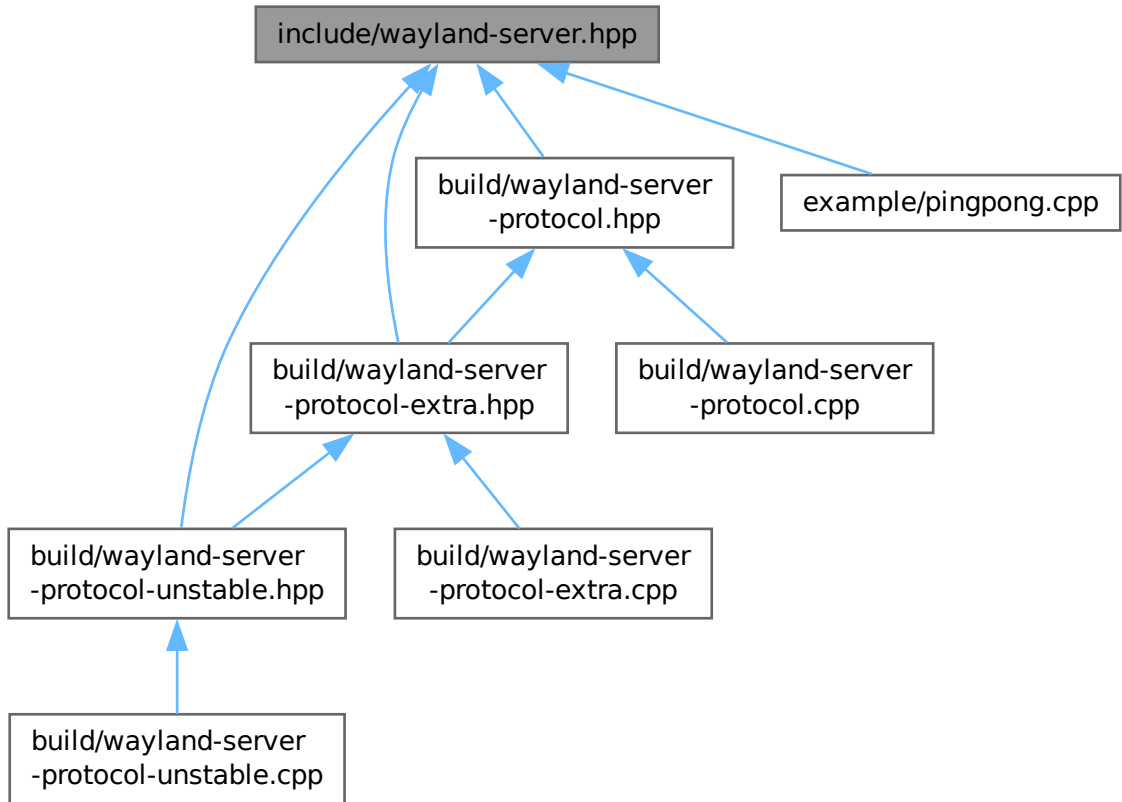 include/wayland-server.hpp
build/wayland-server
-protocol.hpp
example/pingpong.cpp
build/wayland-server
-protocol-extra.hpp
build/wayland-server
-protocol.cpp
build/wayland-server
-protocol-unstable.hpp
build/wayland-server
-protocol-extra.cpp
build/wayland-server
-protocol-unstable.cpp